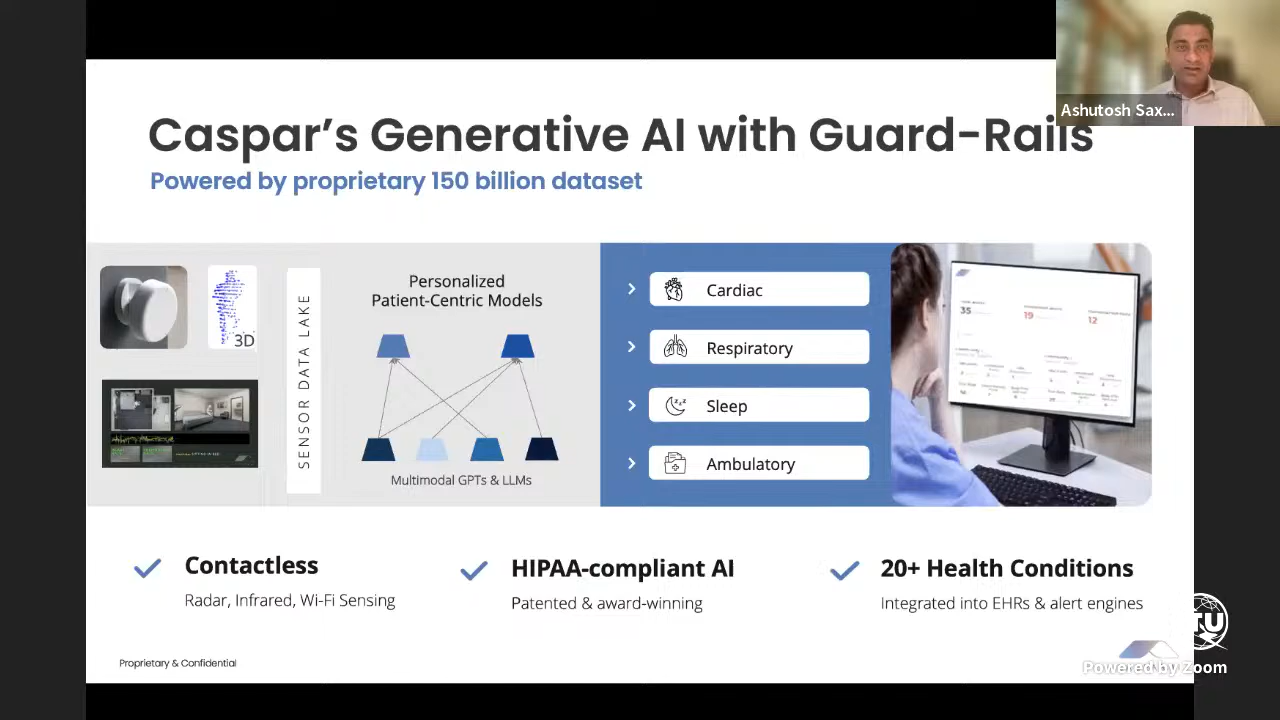 Ashutosh Sax...
Caspar's Generative AI with Guard-Rails
Powered by proprietary 150 billion dataset
3D
SENSOR DATA LAKE
Personalized
Patient-Centric Models
Multimodal GPTs & LLMs
Cardiac
Respiratory
Sleep
Ambulatory
35
19
12
Contactless
Radar, Infrared, Wi-Fi Sensing
HIPAA-compliant AI
Patented & award-winning
20+ Health Conditions
Integrated into EHRs & alert engines
Proprietary & Confidential
ITU
Powered by Zoom